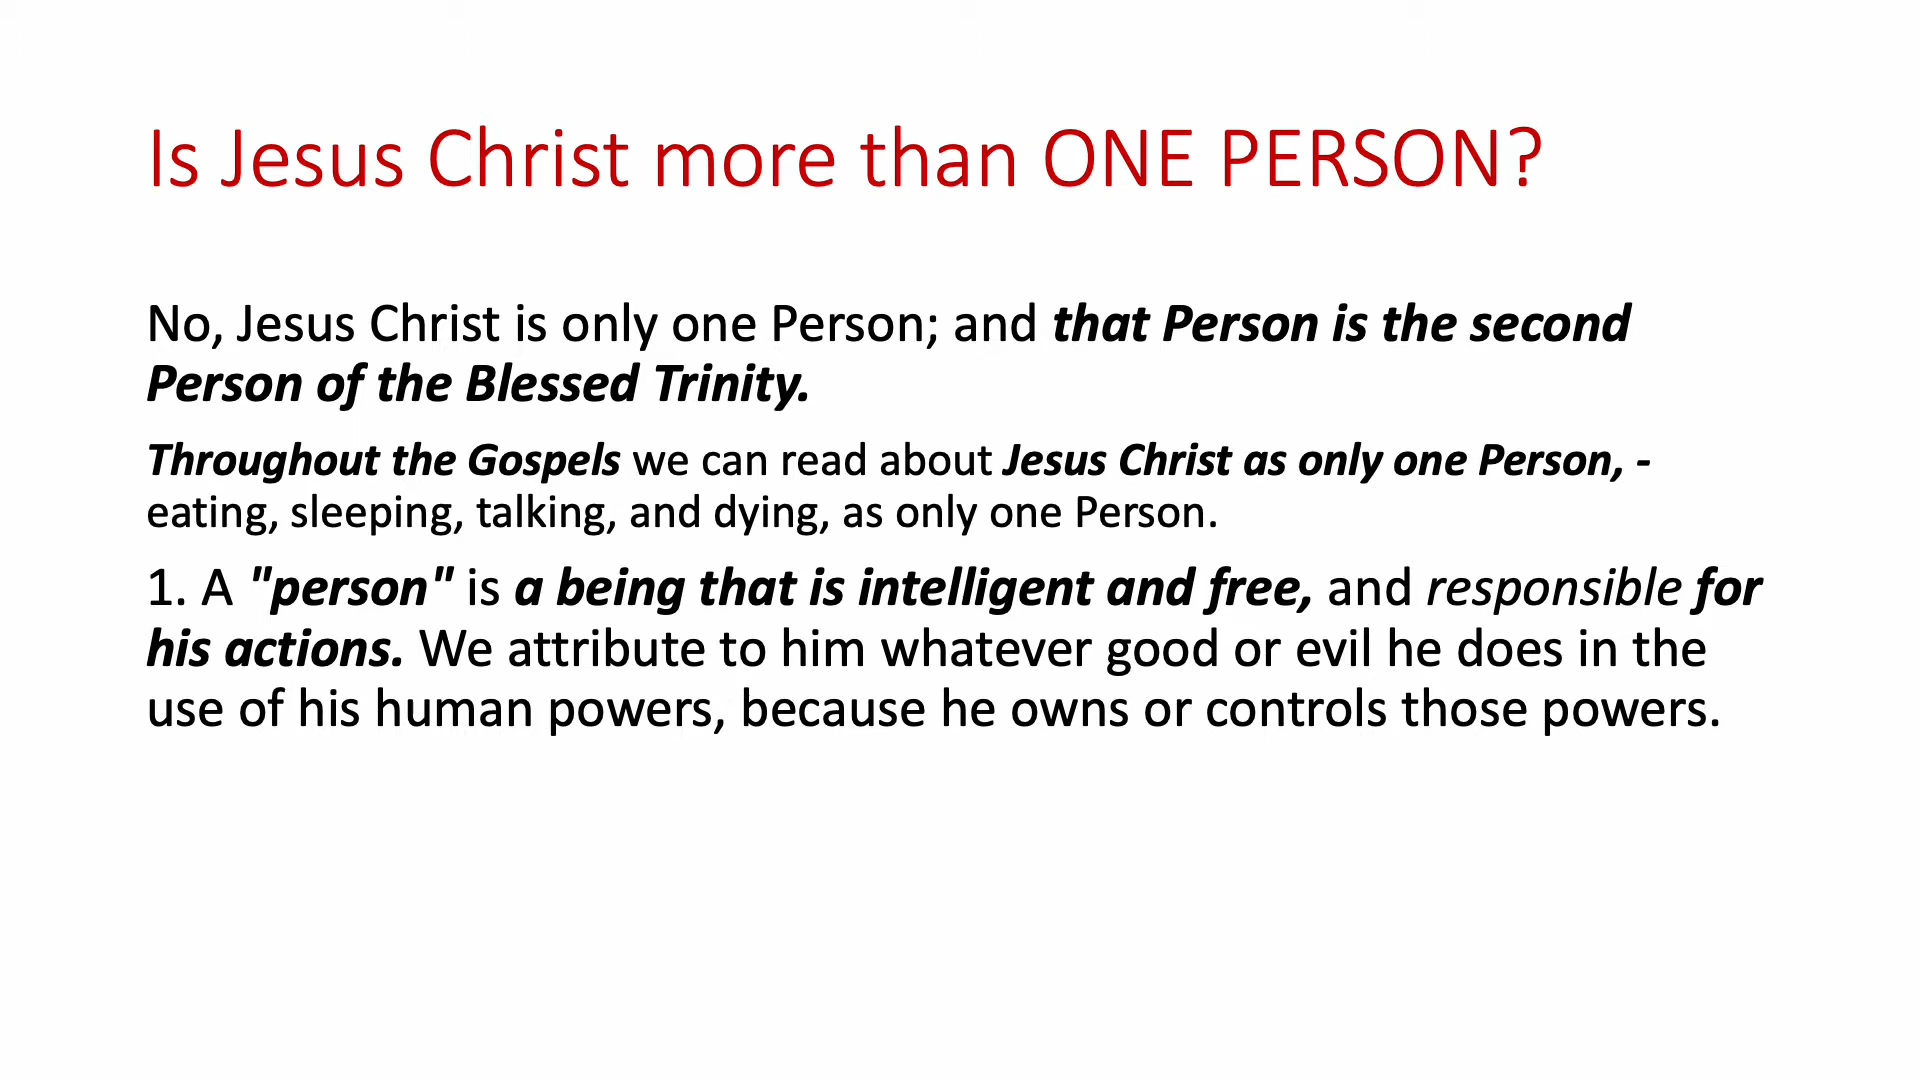 Is Jesus Christ more than ONE PERSON?
No, Jesus Christ is only one Person; and that Person is the second
Person of the Blessed Trinity.
Throughout the Gospels we can read about Jesus Christ as only one Person, -
eating, sleeping, talking, and dying, as only one Person.
1. A "person" is a being that is intelligent and free, and responsible for
his actions. We attribute to him whatever good or evil he does in the
use of his human powers, because he owns or controls those powers.